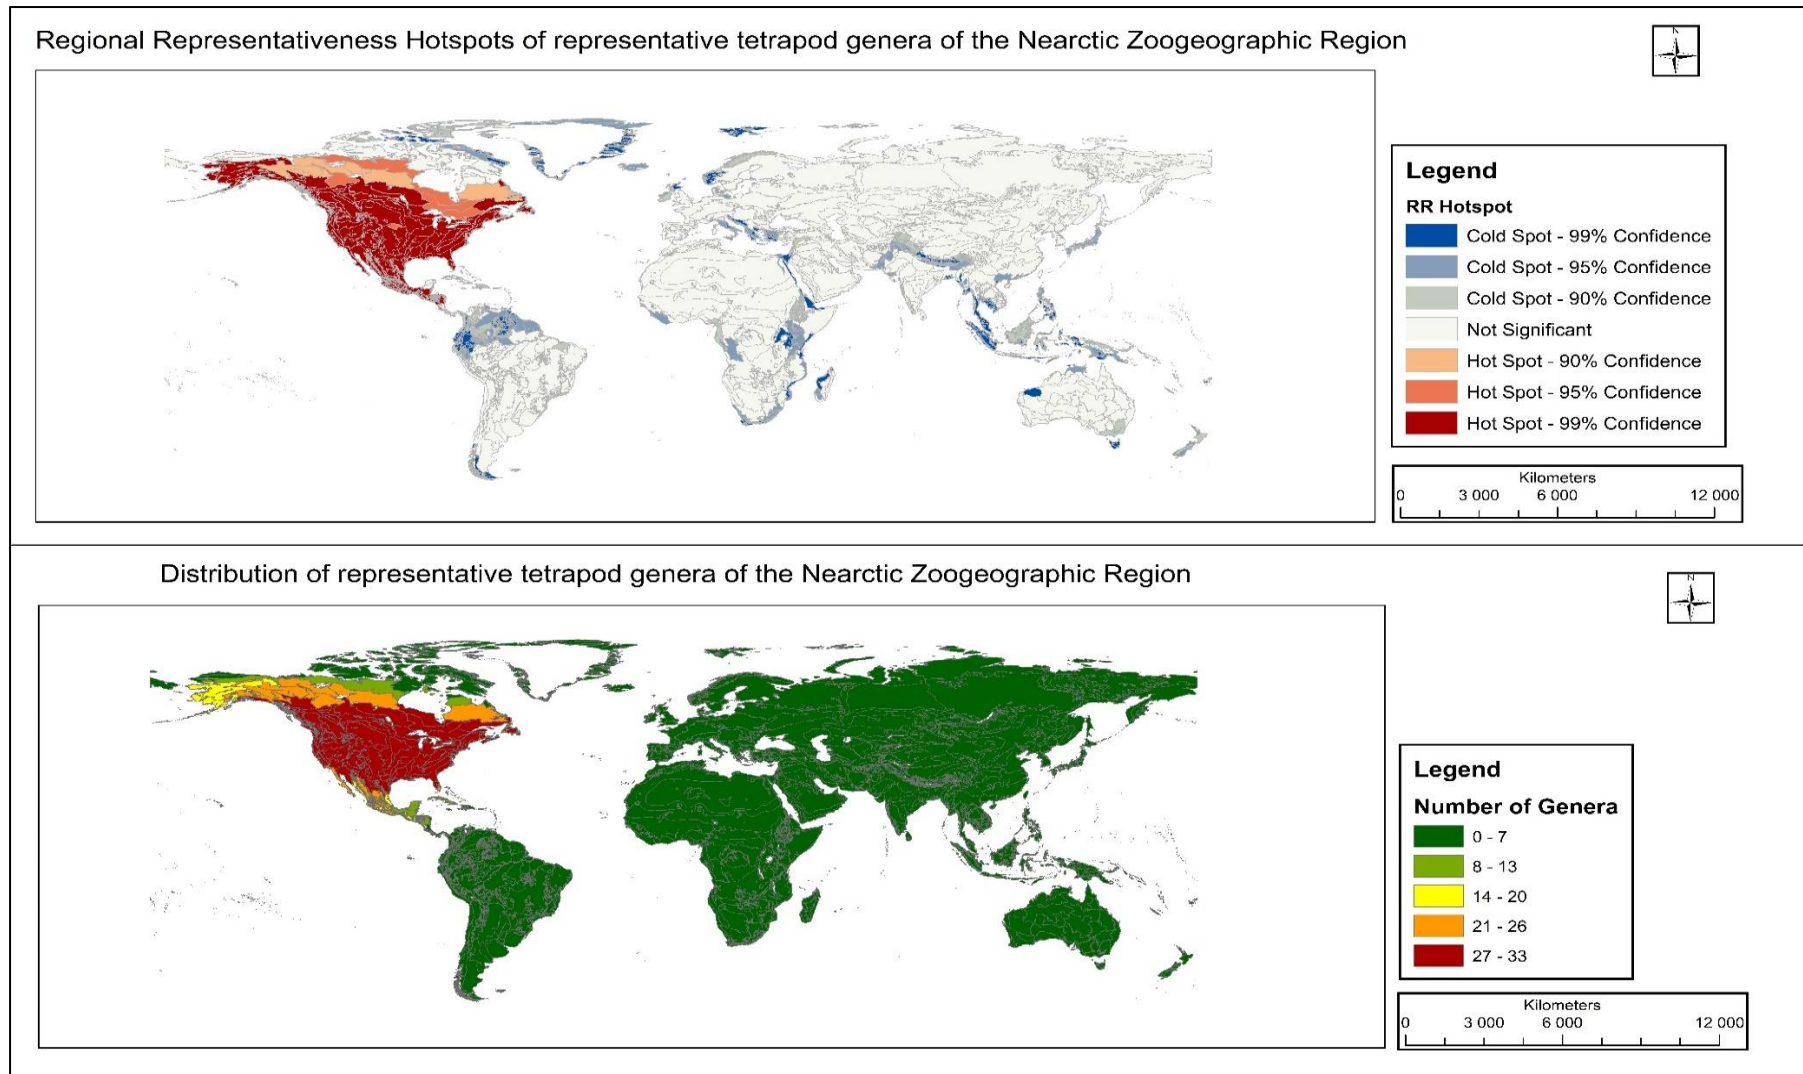 Regional Representativeness Hotspots of representative tetrapod genera of the Nearctic Zoogeographic Region
N
Legend
RR Hotspot
Cold Spot - 99% Confidence
Cold Spot - 95% Confidence
Cold Spot - 90% Confidence
Not Significant
Hot Spot - 90% Confidence
Hot Spot - 95% Confidence
Hot Spot - 99% Confidence
Kilometers
0 3 000 6 000 12 000
Distribution of representative tetrapod genera of the Nearctic Zoogeographic Region
N
Legend
Number of Genera
0 - 7
8 - 13
14 - 20
21 - 26
27 - 33
Kilometers
0 3 000 6 000 12 000